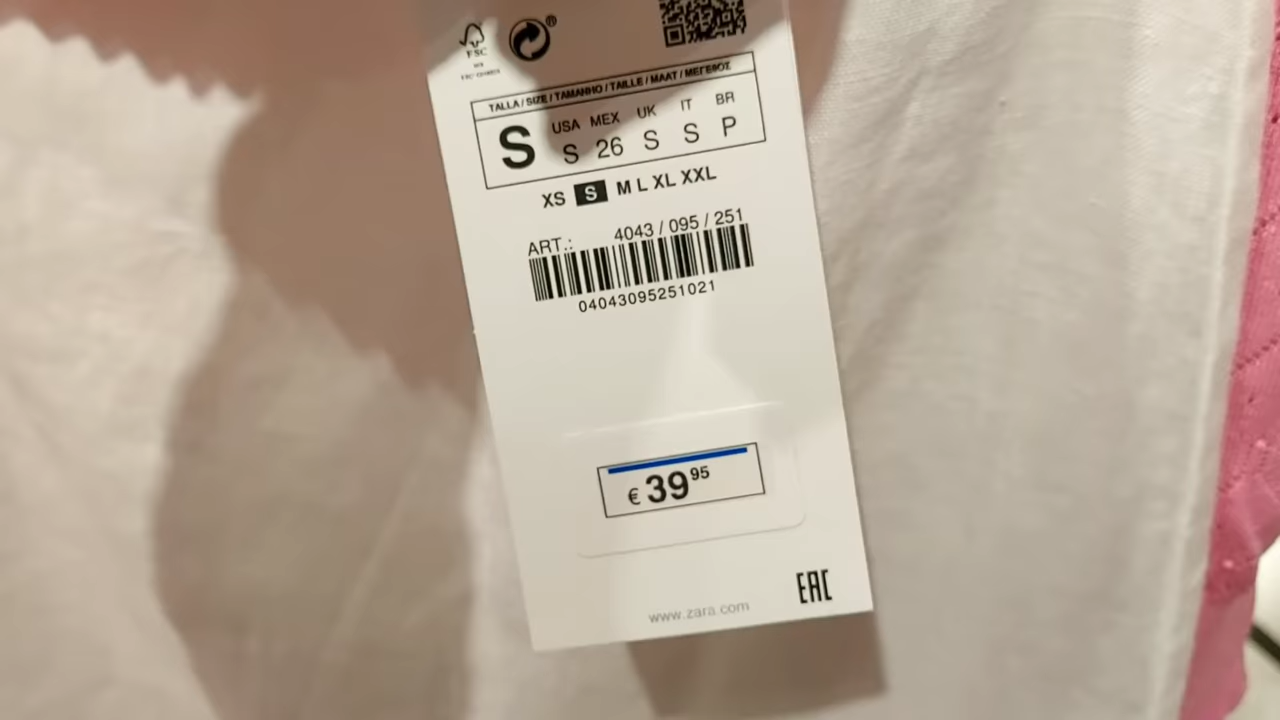 FSC
®
TALLA / SIZE / TAMANHO / TAILLE / MAAT / ΜΕΓΕΘΟΣ
S USA MEX UK IT BR
S 26 S S P
XS S M L XL XXL
ART.: 4043 / 095 / 251
04043095251021
€ 39 95
EAC
www.zara.com